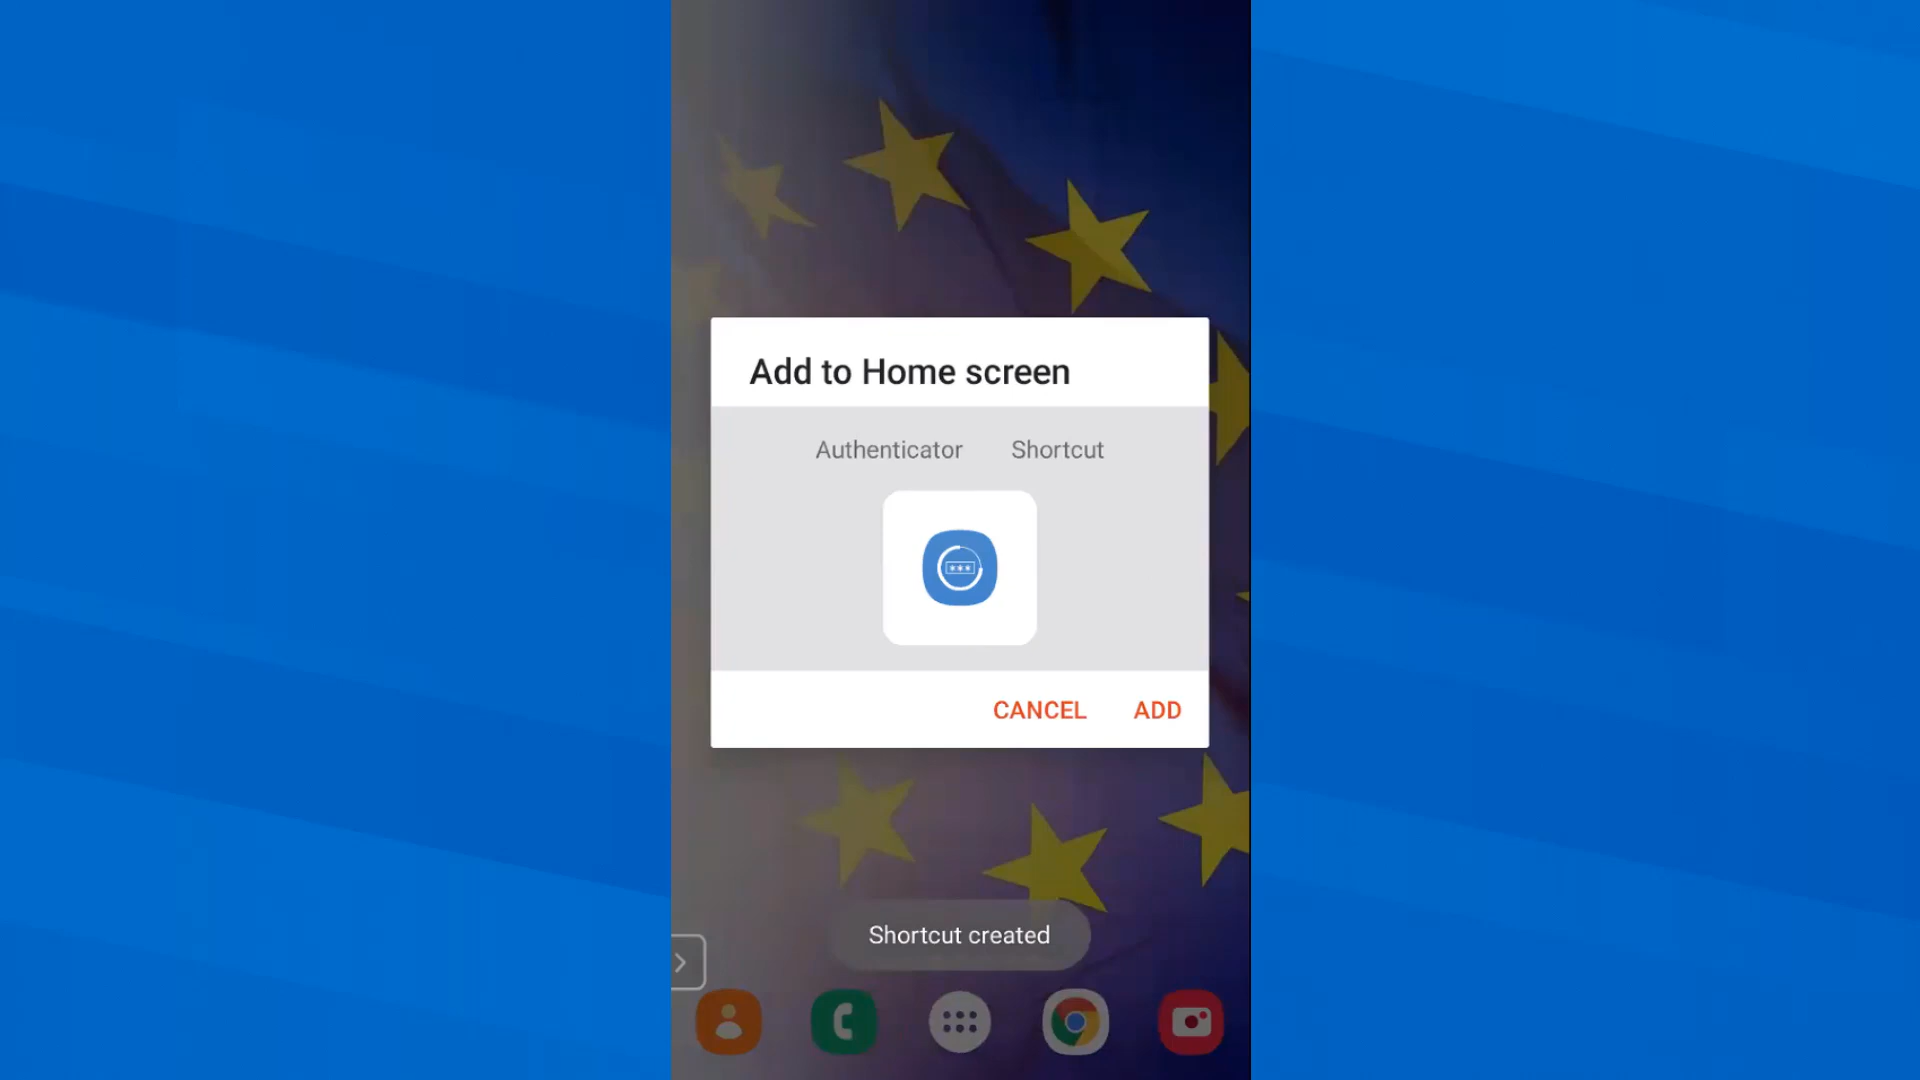 Add to Home screen
Authenticator Shortcut
***
CANCEL ADD
Shortcut created